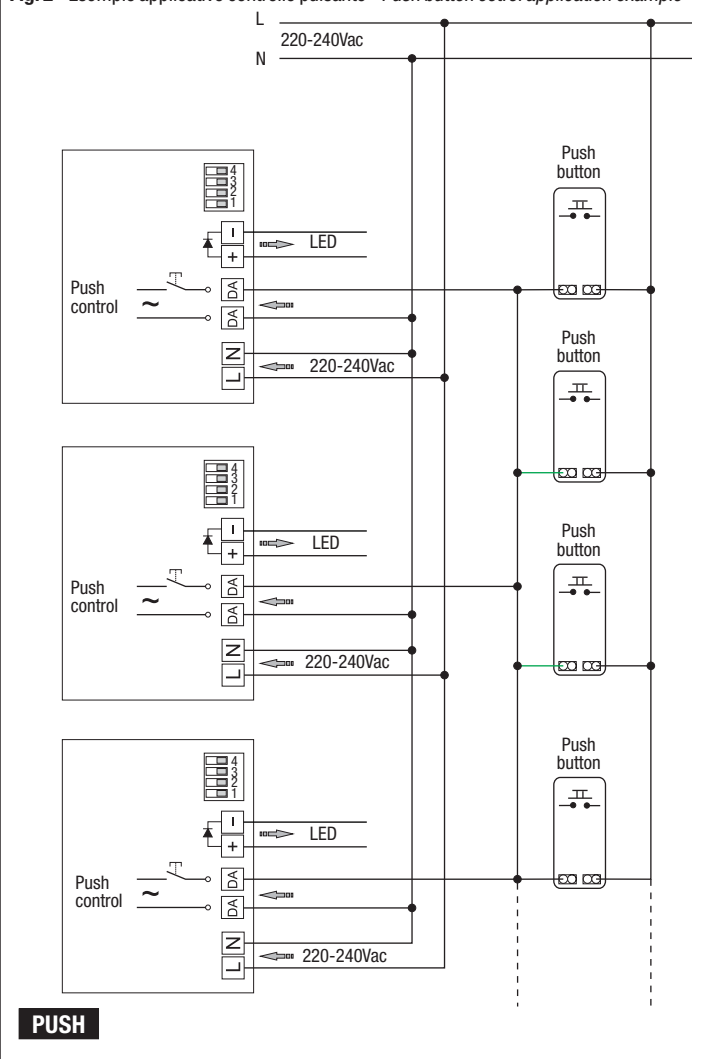 Fig. 2 - Esempio applicativo controllo pulsante - Push button cotrol application example
L
220-240Vac
N
Push
button
4
3
2
1
LED
Push
control
~
DA
DA
N
L
220-240Vac
Push
button
4
3
2
1
LED
Push
control
~
DA
DA
N
L
220-240Vac
Push
button
Push
button
4
3
2
1
LED
Push
control
~
DA
DA
N
L
220-240Vac
PUSH